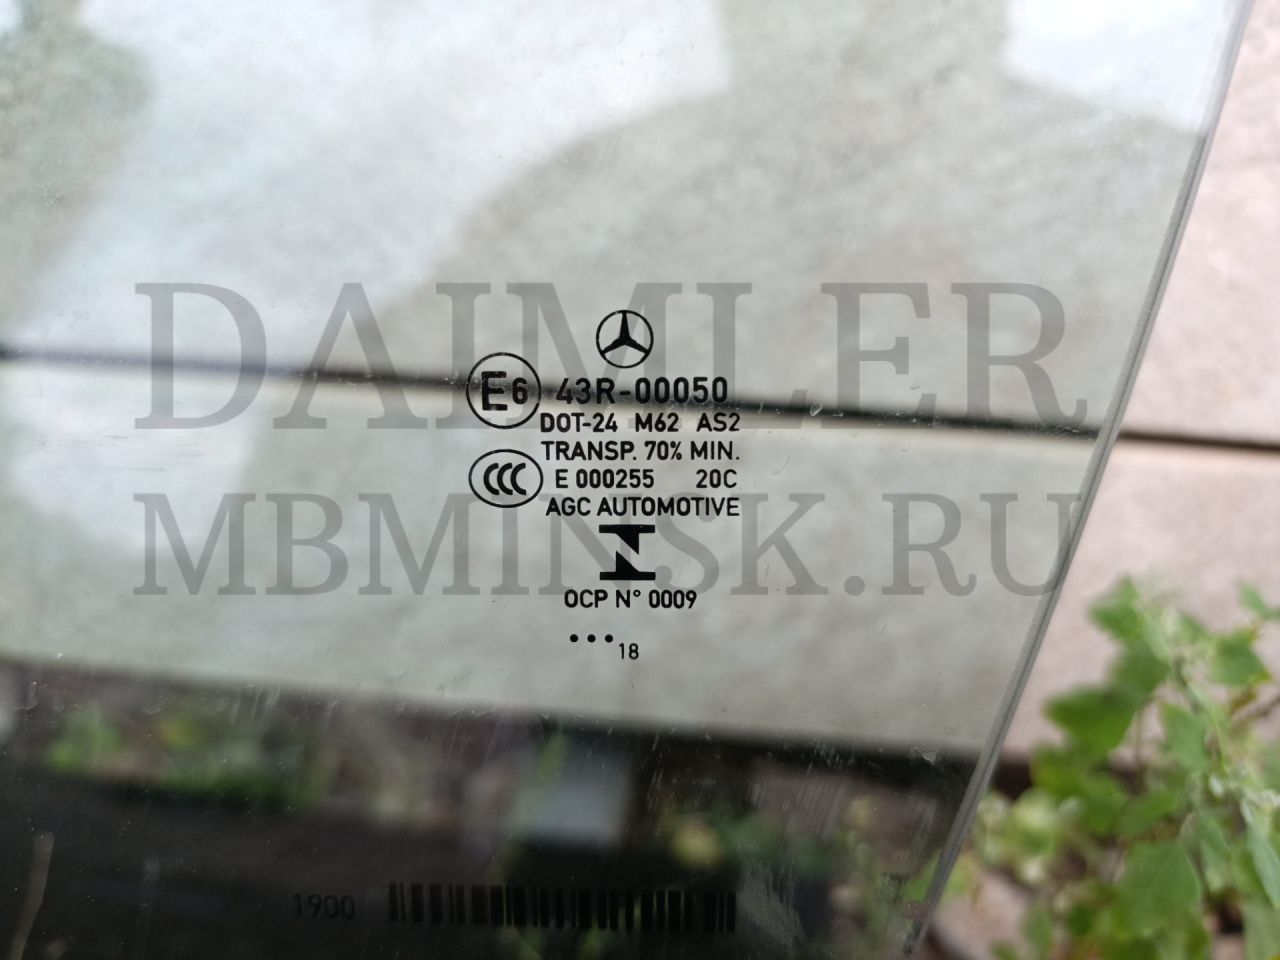 DAIMLER
E6 43R-00050
DOT-24 M62 AS2
TRANSP. 70% MIN.
CCC E 000255 20C
AGC AUTOMOTIVE
MBMINSK.RU
N
OCP N° 0009
18
1900